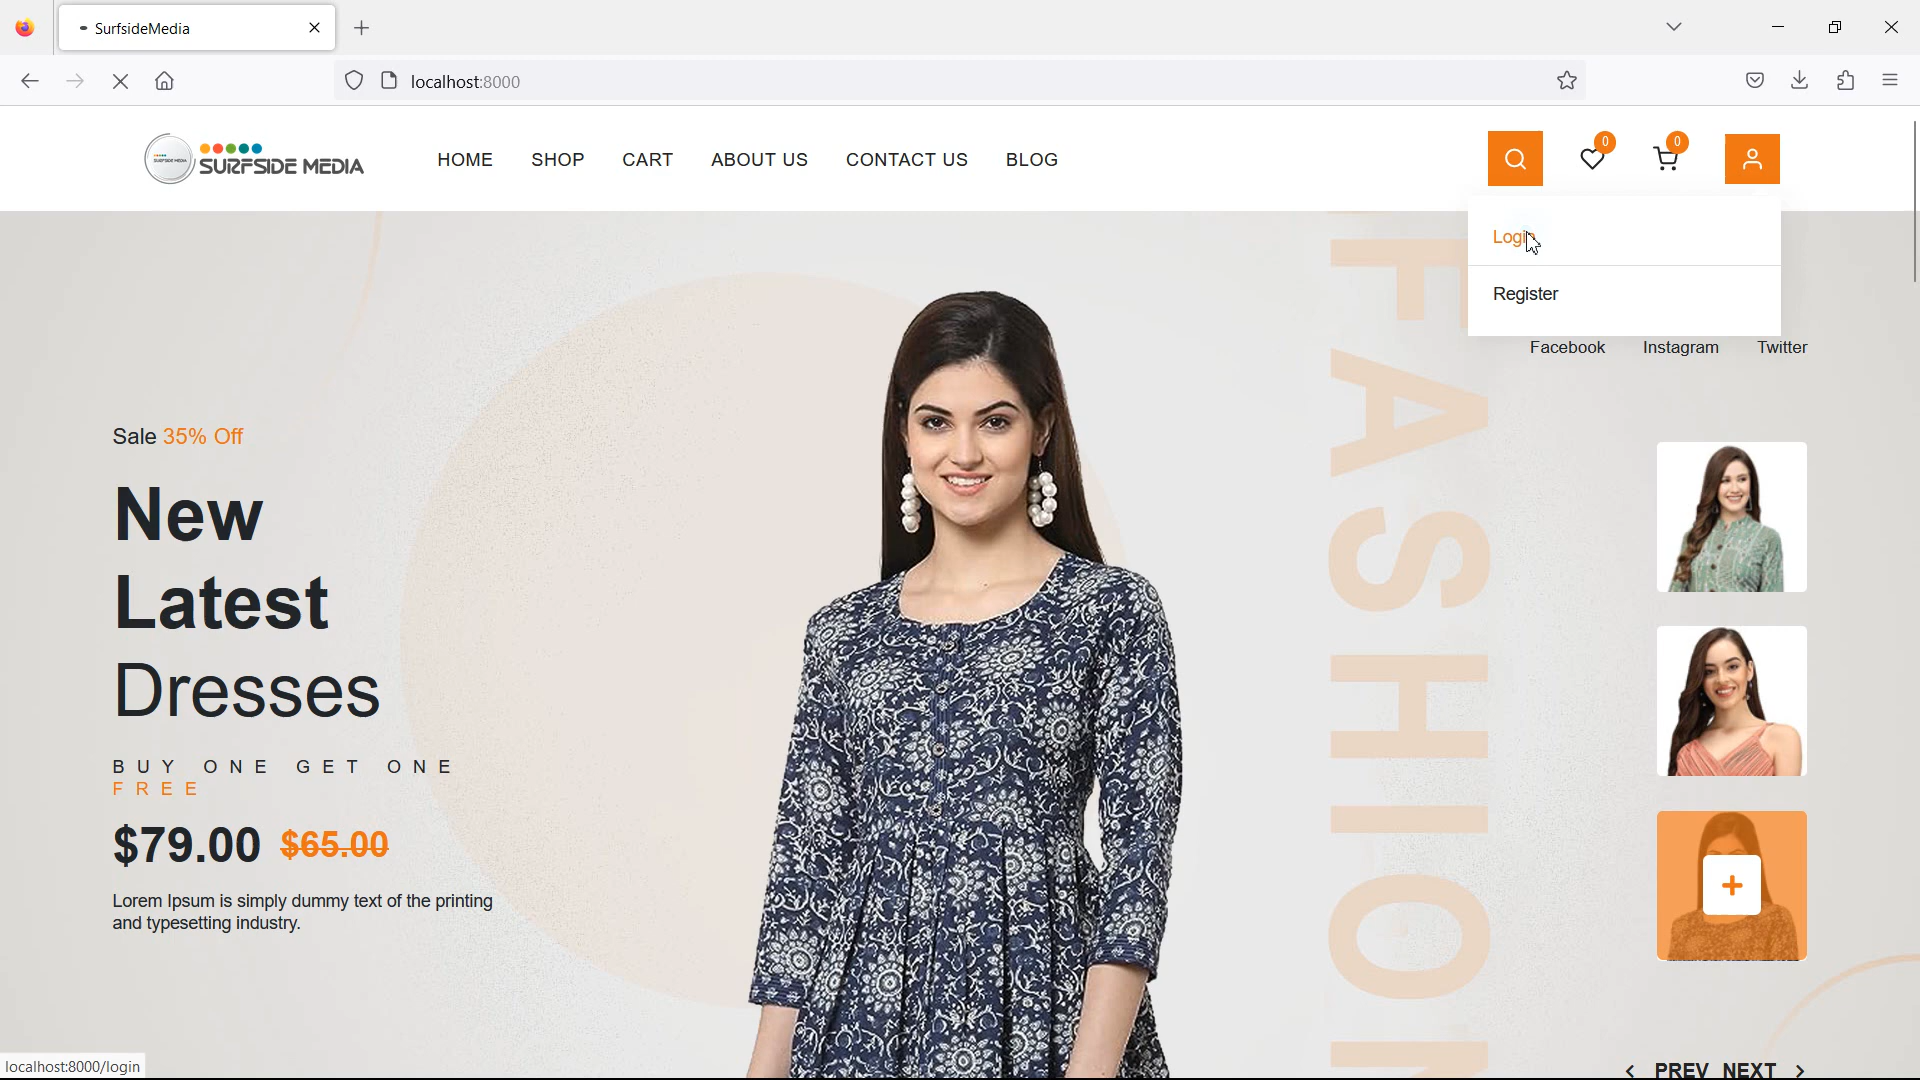 SurfsideMedia
localhost:8000
SURFSIDE MEDIA
HOME SHOP CART ABOUT US CONTACT US BLOG
0
0
Login
Register
Facebook Instagram Twitter
Sale 35% Off
New
Latest
Dresses
BUY ONE GET ONE
FREE
$79.00 $65.00
Lorem Ipsum is simply dummy text of the printing
and typesetting industry.
FASHION
PREV NEXT
localhost:8000/login